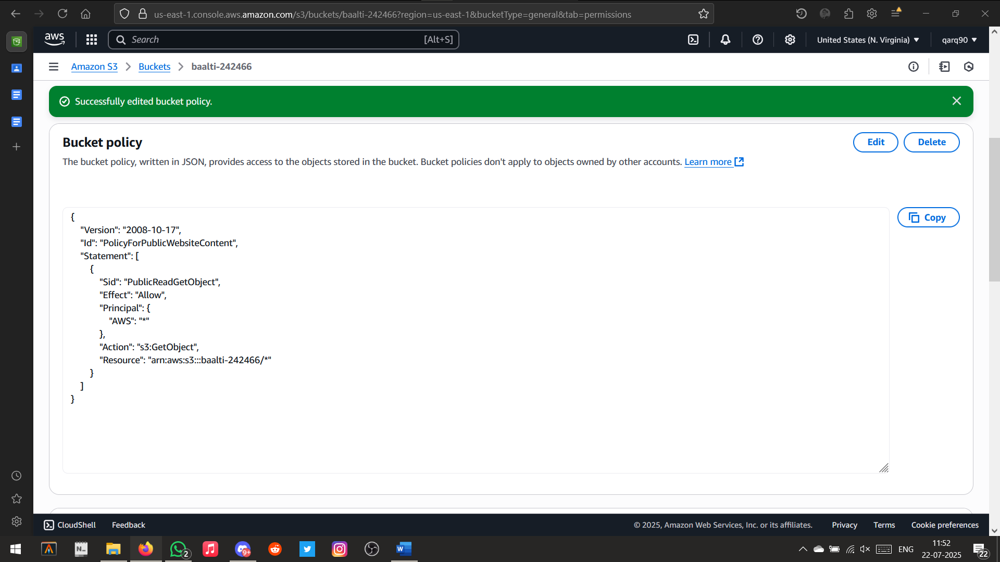 us-east-1.console.aws.amazon.com/s3/buckets/baalti-242466?region=us-east-1&bucketType=general&tab=permissions
aws
Search
[Alt+S]
United States (N. Virginia)
qarq90
Amazon S3
Buckets
baalti-242466
Successfully edited bucket policy.
Bucket policy
Edit
Delete
The bucket policy, written in JSON, provides access to the objects stored in the bucket. Bucket policies don't apply to objects owned by other accounts. Learn more
{
"Version": "2008-10-17",
"Id": "PolicyForPublicWebsiteContent",
"Statement": [
{
"Sid": "PublicReadGetObject",
"Effect": "Allow",
"Principal": {
"AWS": "*"
},
"Action": "s3:GetObject",
"Resource": "arn:aws:s3:::baalti-242466/*"
}
]
}
Copy
CloudShell
Feedback
© 2025, Amazon Web Services, Inc. or its affiliates.
Privacy
Terms
Cookie preferences
N_
2
9+
W
ENG
11:52
22-07-2025
22